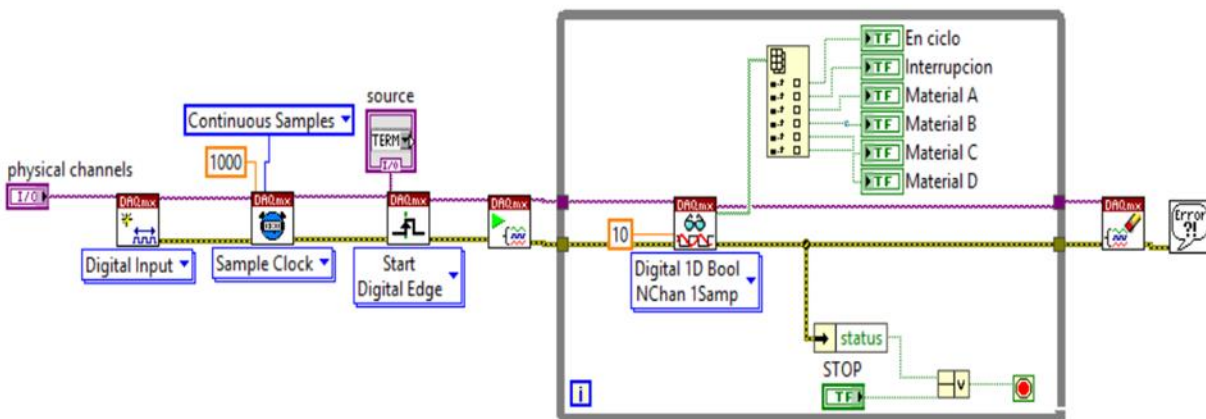 physical channels
I/O
DAQmx
Digital Input
Continuous Samples
1000
DAQmx
Sample Clock
source
TERM
I/O
DAQmx
Start
Digital Edge
DAQmx
10
DAQmx
Digital 1D Bool
NChan 1Samp
TF En ciclo
TF Interrupcion
TF Material A
TF Material B
TF Material C
TF Material D
status
STOP
TF
V
i
DAQmx
Error
?!